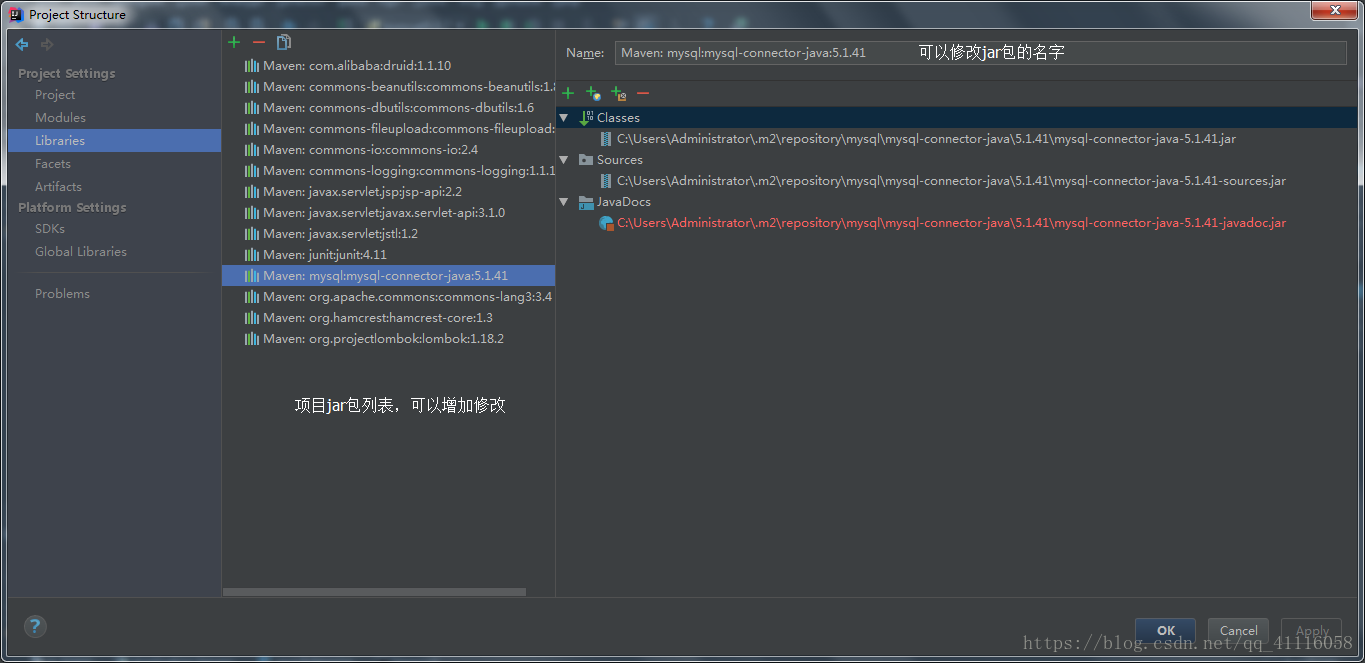 Project Structure
Project Settings
Project
Modules
Libraries
Facets
Artifacts
Platform Settings
SDKs
Global Libraries
Problems
Maven: com.alibaba:druid:1.1.10
Maven: commons-beanutils:commons-beanutils:1.8
Maven: commons-dbutils:commons-dbutils:1.6
Maven: commons-fileupload:commons-fileupload:
Maven: commons-io:commons-io:2.4
Maven: commons-logging:commons-logging:1.1.1
Maven: javax.servlet.jsp:jsp-api:2.2
Maven: javax.servlet:javax.servlet-api:3.1.0
Maven: javax.servlet:jstl:1.2
Maven: junit:junit:4.11
Maven: mysql:mysql-connector-java:5.1.41
Maven: org.apache.commons:commons-lang3:3.4
Maven: org.hamcrest:hamcrest-core:1.3
Maven: org.projectlombok:lombok:1.18.2
项目jar包列表，可以增加修改
Name: Maven: mysql:mysql-connector-java:5.1.41 可以修改jar包的名字
Classes
C:\Users\Administrator\.m2\repository\mysql\mysql-connector-java\5.1.41\mysql-connector-java-5.1.41.jar
Sources
C:\Users\Administrator\.m2\repository\mysql\mysql-connector-java\5.1.41\mysql-connector-java-5.1.41-sources.jar
JavaDocs
C:\Users\Administrator\.m2\repository\mysql\mysql-connector-java\5.1.41\mysql-connector-java-5.1.41-javadoc.jar
?
OK Cancel Apply
https://blog.csdn.net/qq_41116058